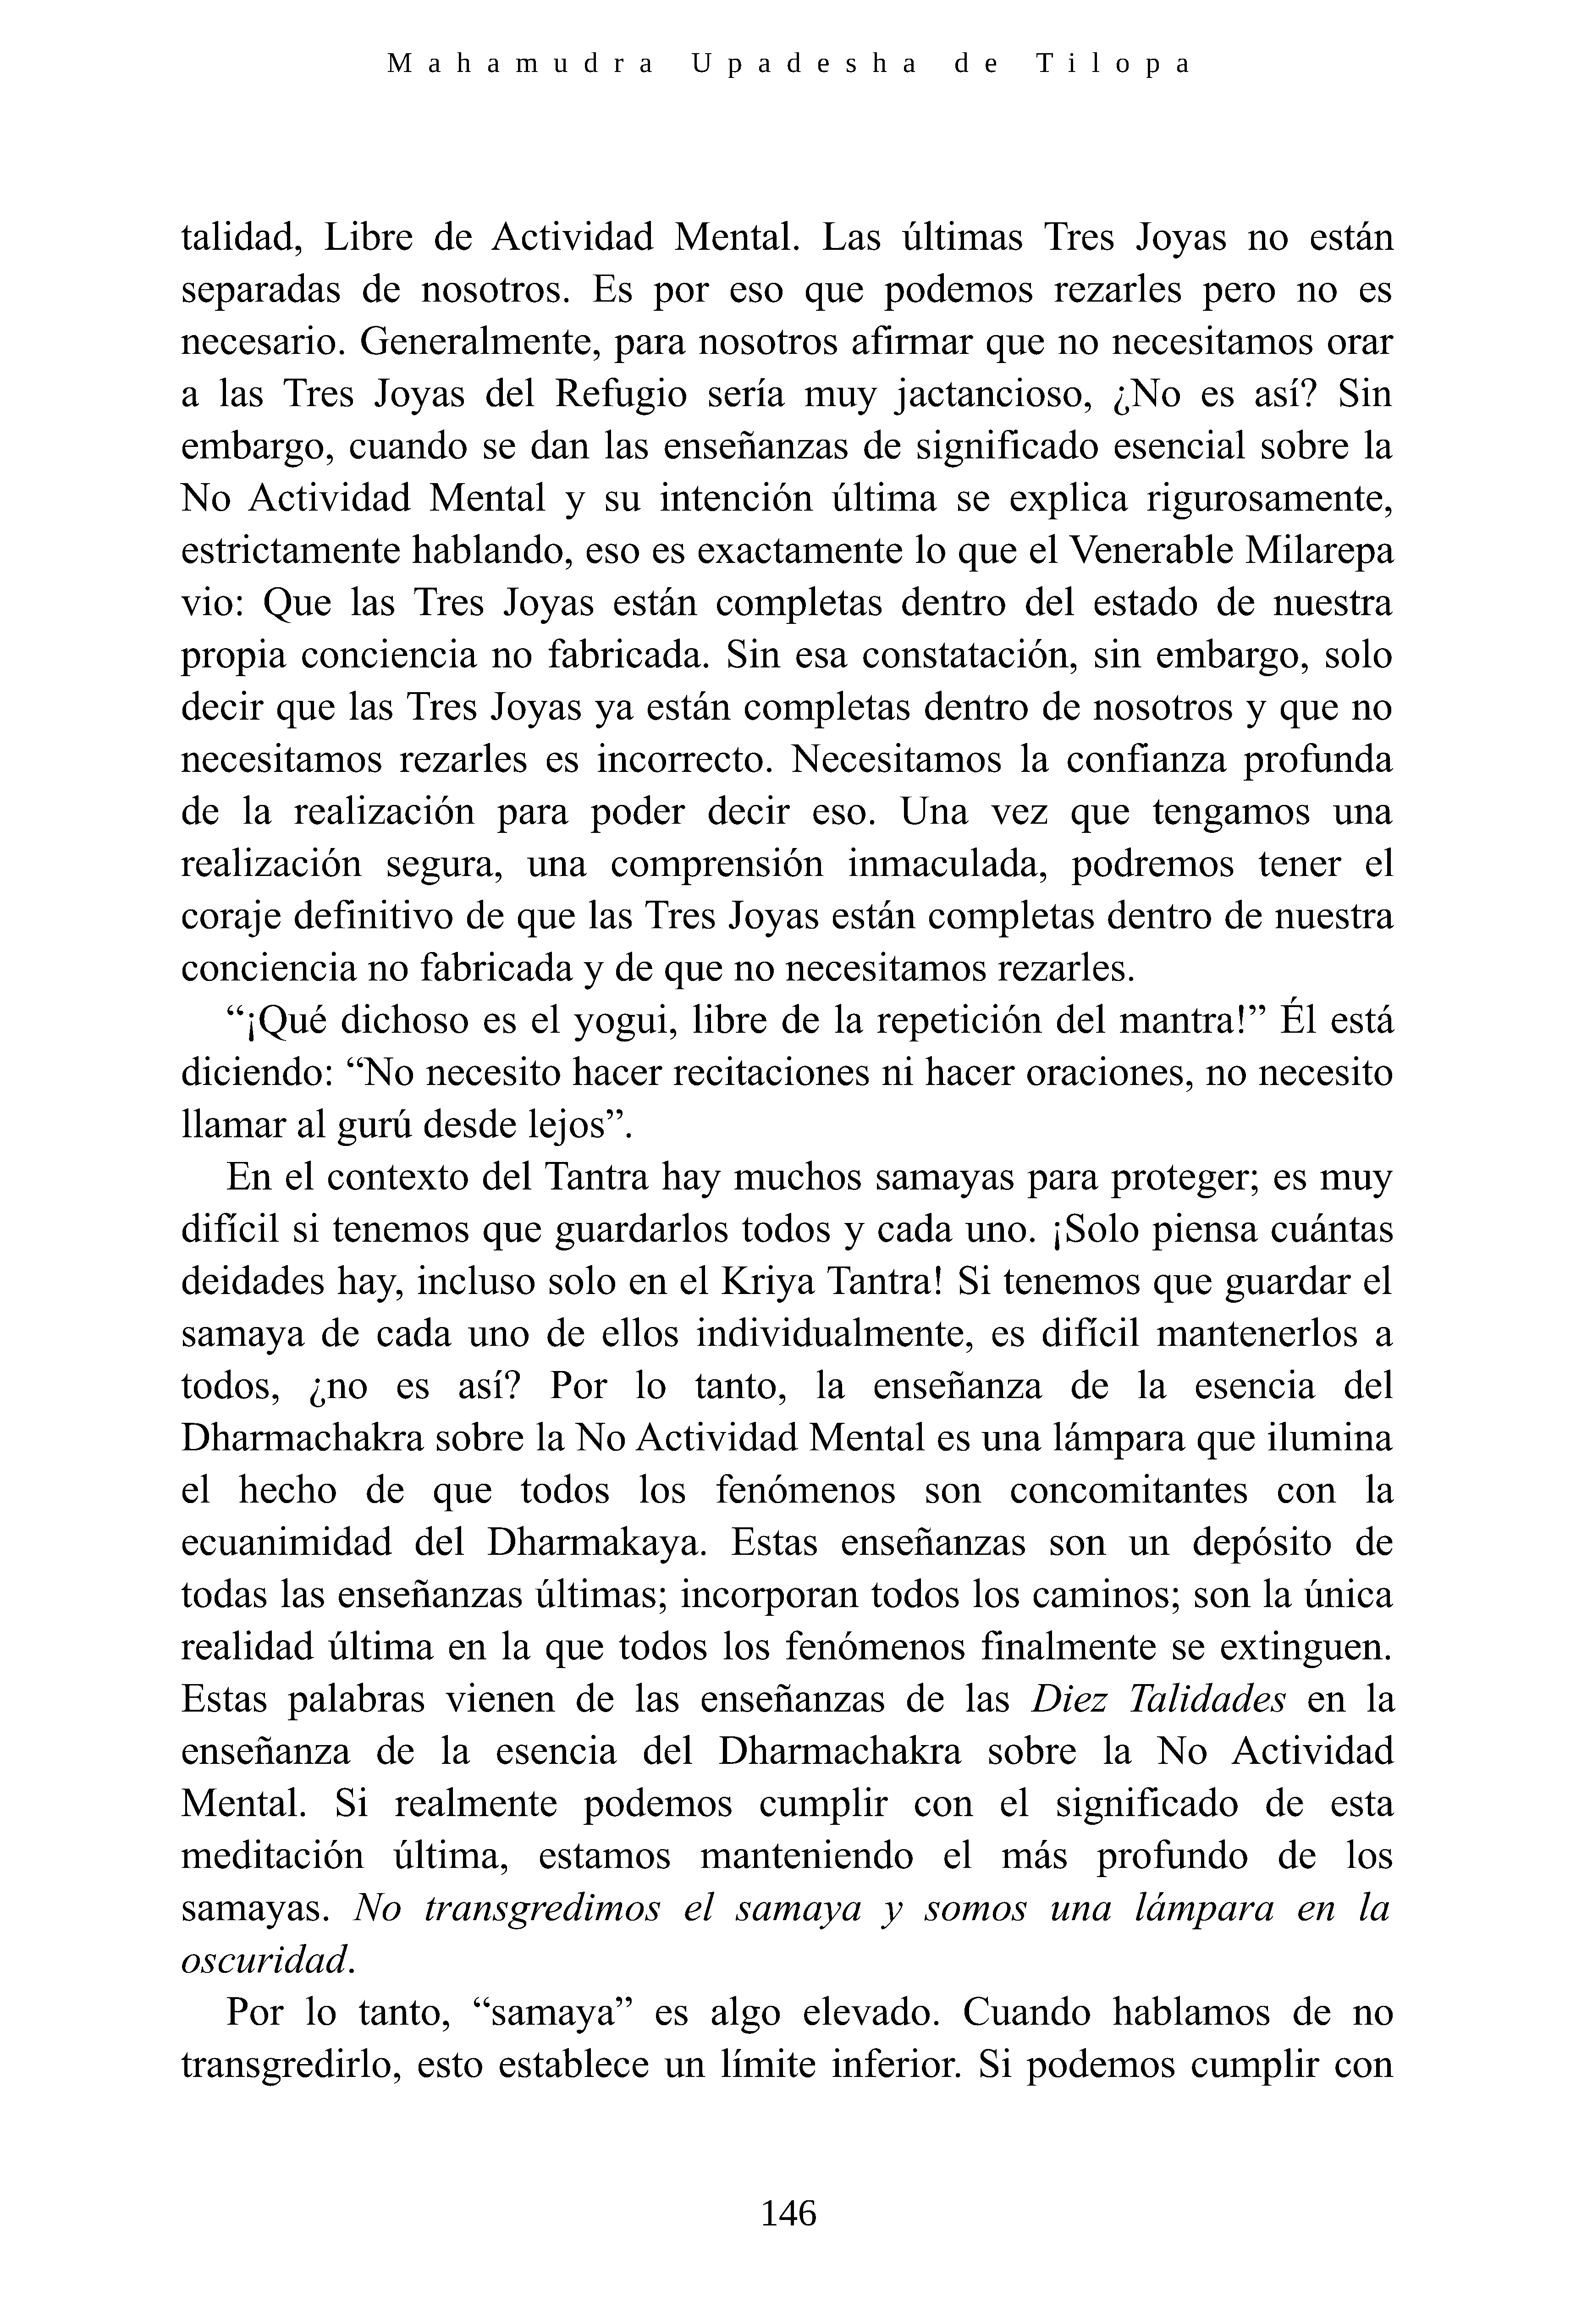 Mahamudra Upadesha de Tilopa
talidad, Libre de Actividad Mental. Las últimas Tres Joyas no están
separadas de nosotros. Es por eso que podemos rezarles pero no es
necesario. Generalmente, para nosotros afirmar que no necesitamos orar
a las Tres Joyas del Refugio sería muy jactancioso, ¿No es así? Sin
embargo, cuando se dan las enseñanzas de significado esencial sobre la
No Actividad Mental y su intención última se explica rigurosamente,
estrictamente hablando, eso es exactamente lo que el Venerable Milarepa
vio: Que las Tres Joyas están completas dentro del estado de nuestra
propia conciencia no fabricada. Sin esa constatación, sin embargo, solo
decir que las Tres Joyas ya están completas dentro de nosotros y que no
necesitamos rezarles es incorrecto. Necesitamos la confianza profunda
de la realización para poder decir eso. Una vez que tengamos una
realización segura, una comprensión inmaculada, podremos tener el
coraje definitivo de que las Tres Joyas están completas dentro de nuestra
conciencia no fabricada y de que no necesitamos rezarles.
“¡Qué dichoso es el yogui, libre de la repetición del mantra!” Él está
diciendo: “No necesito hacer recitaciones ni hacer oraciones, no necesito
llamar al gurú desde lejos”.
En el contexto del Tantra hay muchos samayas para proteger; es muy
difícil si tenemos que guardarlos todos y cada uno. ¡Solo piensa cuántas
deidades hay, incluso solo en el Kriya Tantra! Si tenemos que guardar el
samaya de cada uno de ellos individualmente, es difícil mantenerlos a
todos, ¿no es así? Por lo tanto, la enseñanza de la esencia del
Dharmachakra sobre la No Actividad Mental es una lámpara que ilumina
el hecho de que todos los fenómenos son concomitantes con la
ecuanimidad del Dharmakaya. Estas enseñanzas son un depósito de
todas las enseñanzas últimas; incorporan todos los caminos; son la única
realidad última en la que todos los fenómenos finalmente se extinguen.
Estas palabras vienen de las enseñanzas de las Diez Talidades en la
enseñanza de la esencia del Dharmachakra sobre la No Actividad
Mental. Si realmente podemos cumplir con el significado de esta
meditación última, estamos manteniendo el más profundo de los
samayas. No transgredimos el samaya y somos una lámpara en la
oscuridad.
Por lo tanto, “samaya” es algo elevado. Cuando hablamos de no
transgredirlo, esto establece un límite inferior. Si podemos cumplir con
146